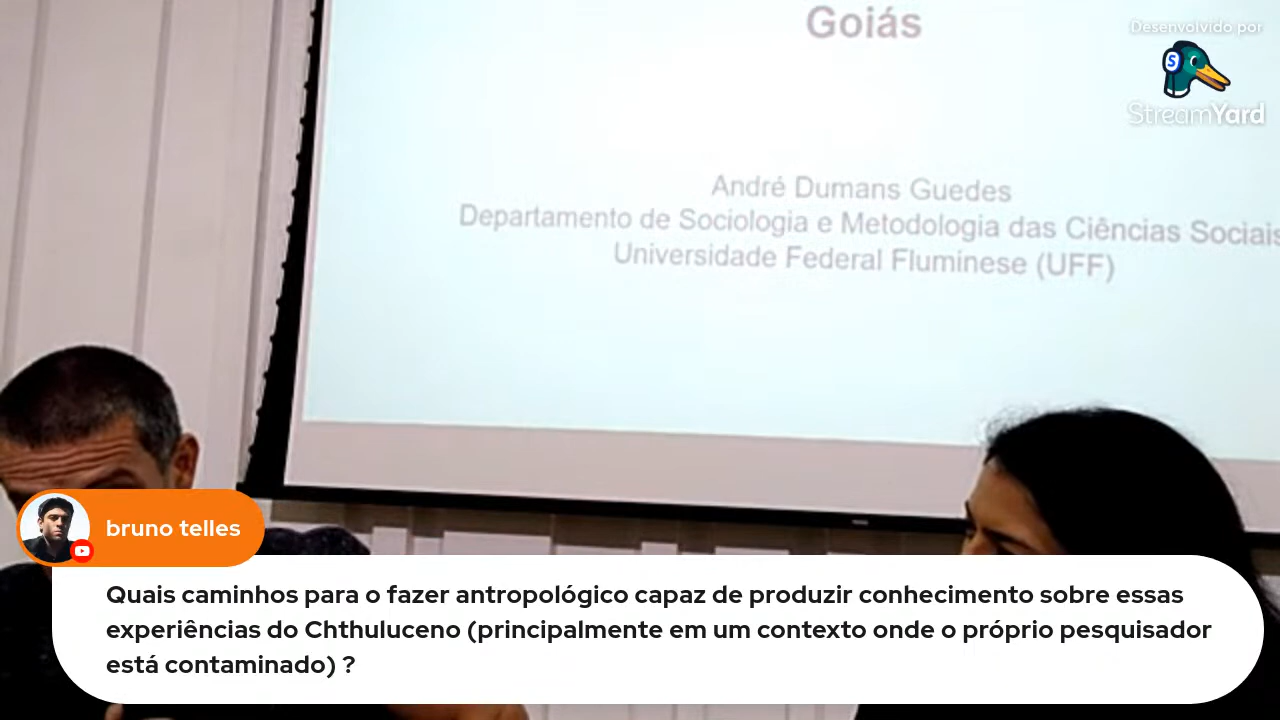 Goiás
Desenvolvido por
S
StreamYard
André Dumans Guedes
Departamento de Sociologia e Metodologia das Ciências Sociais
Universidade Federal Fluminese (UFF)
bruno telles
Quais caminhos para o fazer antropológico capaz de produzir conhecimento sobre essas
experiências do Chthuluceno (principalmente em um contexto onde o próprio pesquisador
está contaminado) ?